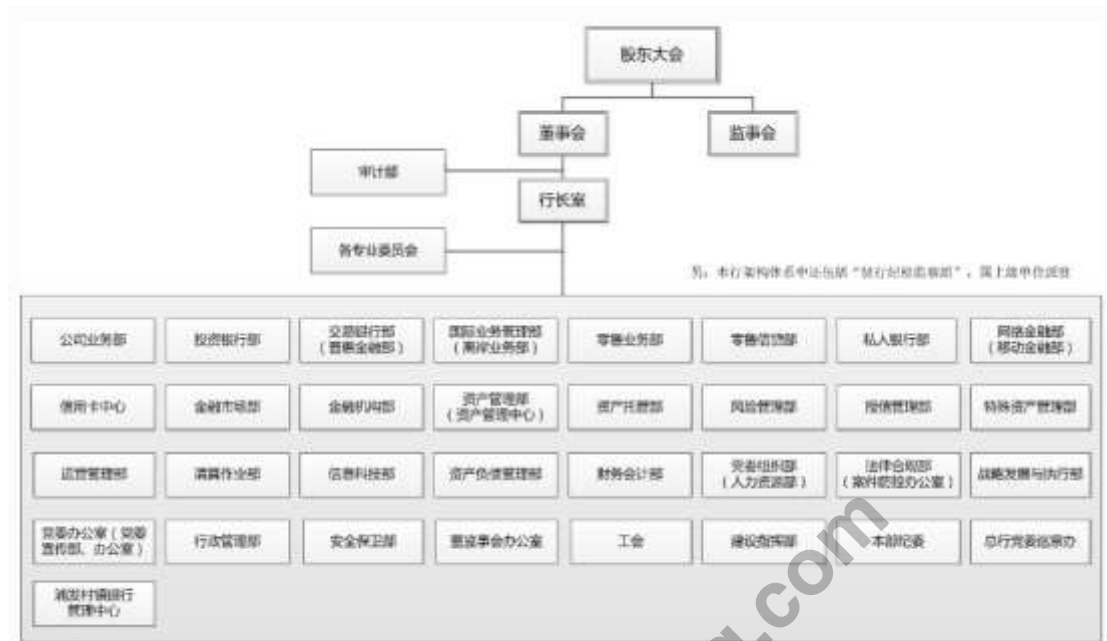 股东大会
董事会
监事会
审计部
行长室
各专业委员会
另：本行架构体系中还包括“驻行纪检监察组”，属上级单位派驻
公司业务部
投资银行部
交易银行部
（普惠金融部）
国际业务管理部
（离岸业务部）
零售业务部
零售信贷部
私人银行部
网络金融部
（移动金融部）
信用卡中心
金融市场部
金融机构部
资产管理部
（资产管理中心）
资产托管部
风险管理部
授信管理部
特殊资产管理部
运营管理部
清算作业部
信息科技部
资产负债管理部
财务会计部
党委组织部
（人力资源部）
法律合规部
（案件防控办公室）
战略发展与执行部
党委办公室（党委
宣传部、办公室）
行政管理部
安全保卫部
董监事会办公室
工会
建设指挥部
本部纪委
总行党委巡察办
浦发村镇银行
管理中心